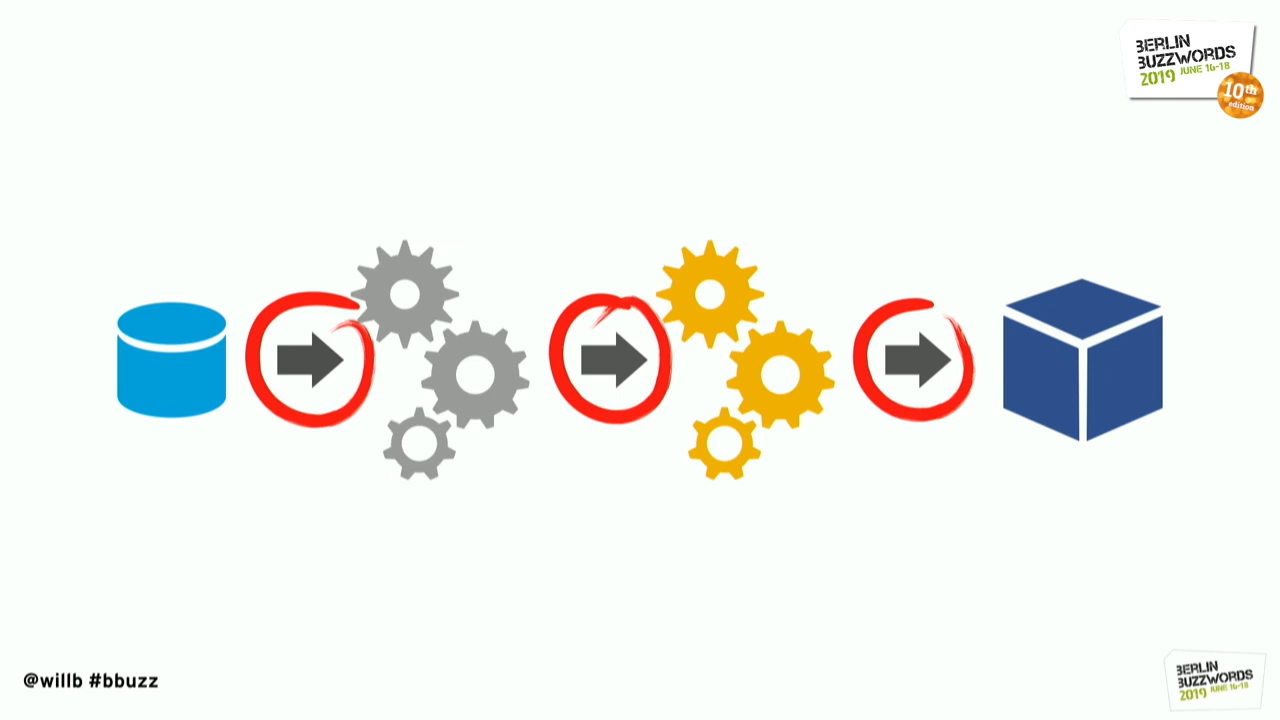 BERLIN
BUZZWORDS
2019 JUNE 16-18
10th
edition
@willb #bbuzz
BERLIN
BUZZWORDS
2019 JUNE 16-18